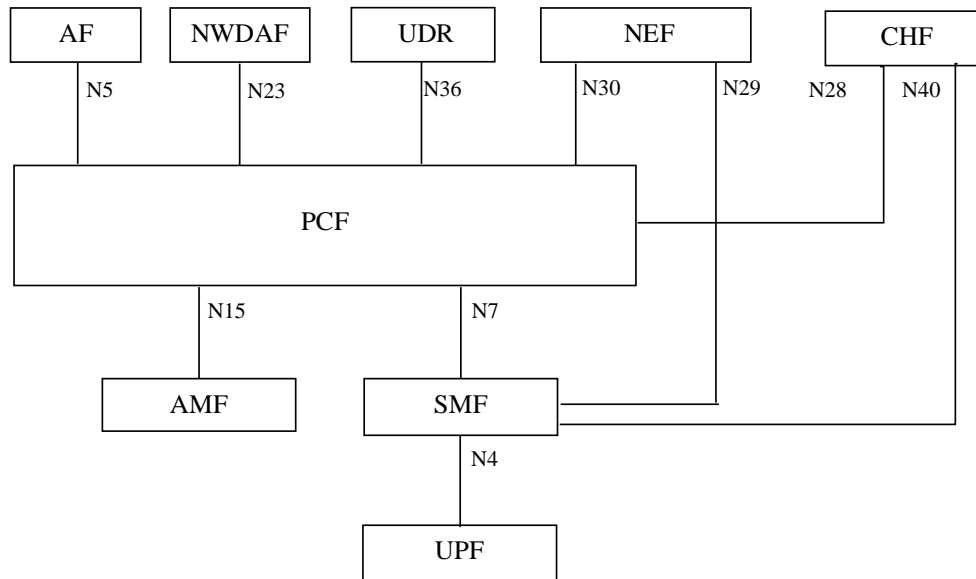 AF NWDAF UDR NEF CHF
N5 N23 N36 N30 N29 N28 N40
PCF
N15 N7
AMF SMF
N4
UPF